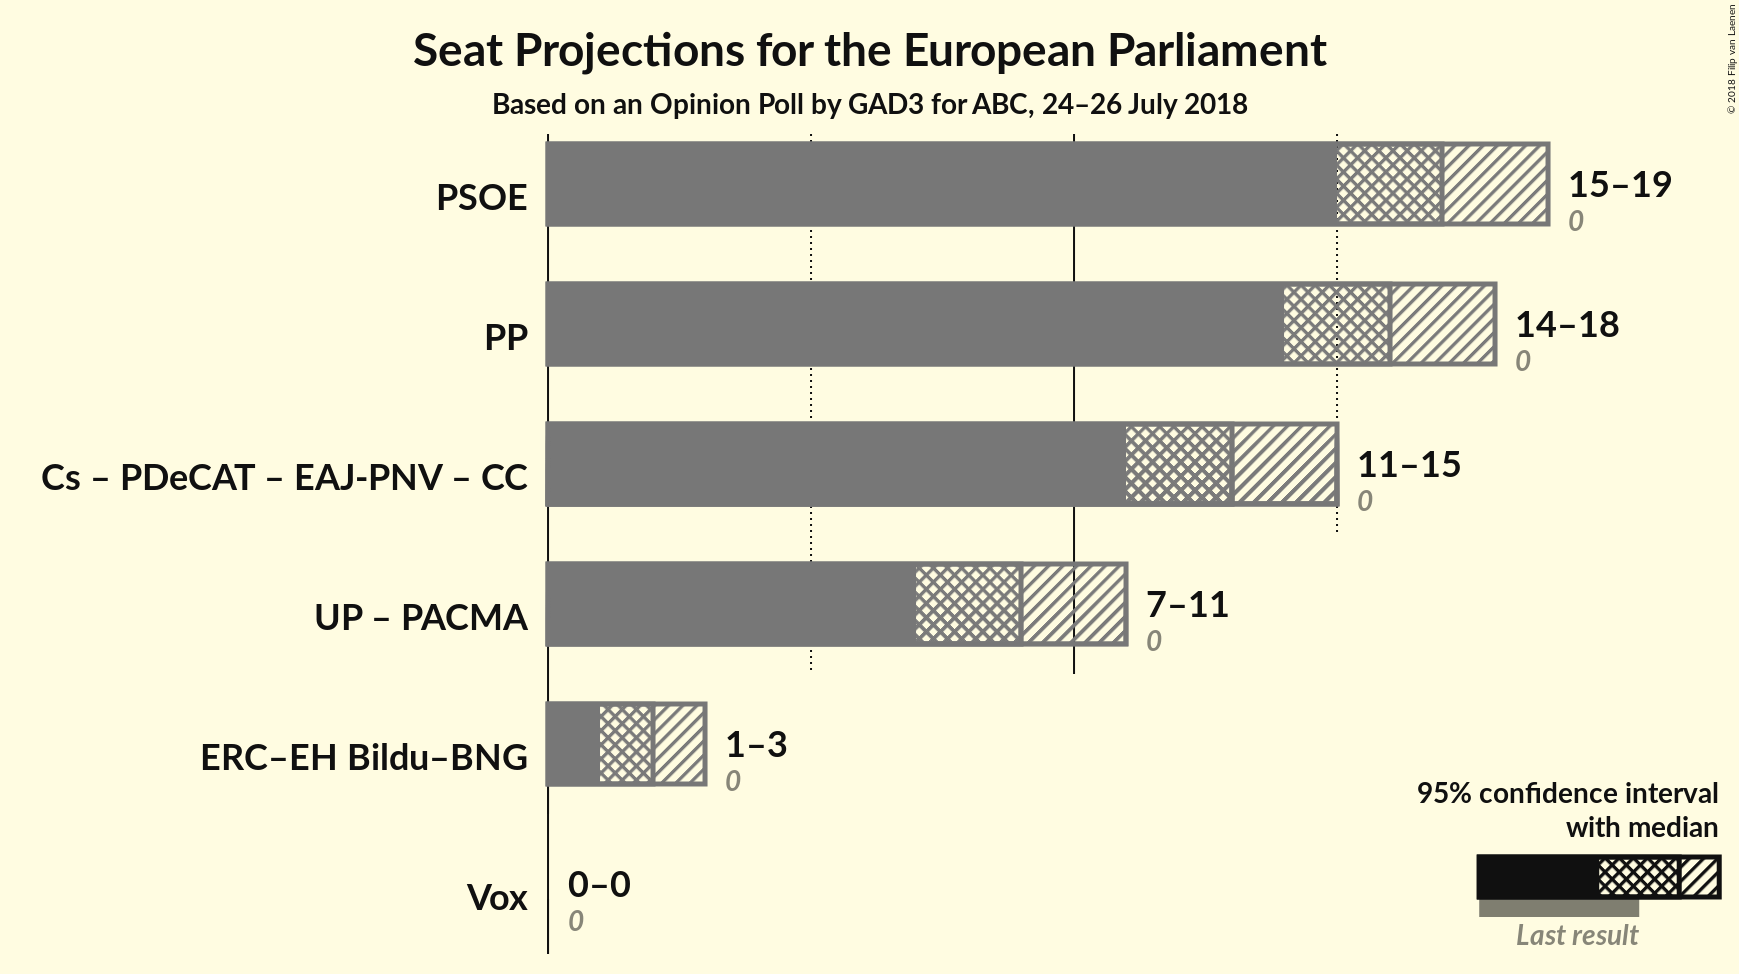 Seat Projections for the European Parliament
Based on an Opinion Poll by GAD3 for ABC, 24–26 July 2018
© 2018 Filip van Laenen
PSOE
15–19
0
PP
14–18
0
Cs – PDeCAT – EAJ-PNV – CC
11–15
0
UP – PACMA
7–11
0
ERC–EH Bildu–BNG
1–3
0
Vox
0–0
0
95% confidence interval
with median
Last result